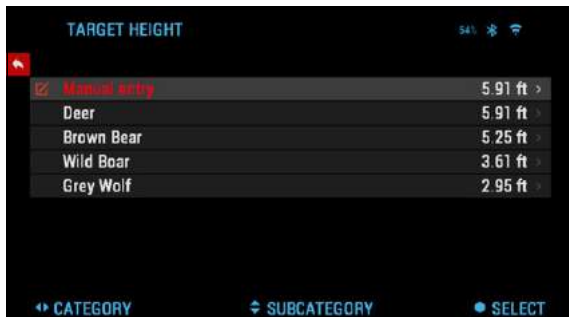 TARGET HEIGHT 54%
Manual entry 5.91 ft >
Deer 5.91 ft >
Brown Bear 5.25 ft >
Wild Boar 3.61 ft >
Grey Wolf 2.95 ft >
CATEGORY SUBCATEGORY SELECT